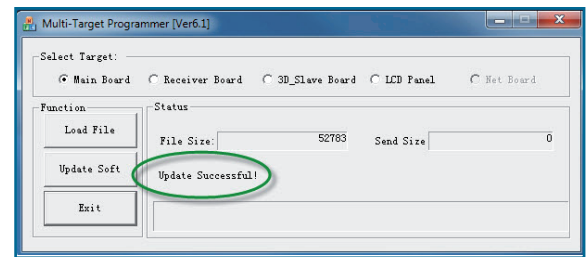 Multi-Target Programmer [Ver6.1]
Select Target:
Main Board Receiver Board 3D_Slave Board LCD Panel Net Board
Function
Status
Load File
File Size: 52783 Send Size 0
Update Soft
Update Successful!
Exit